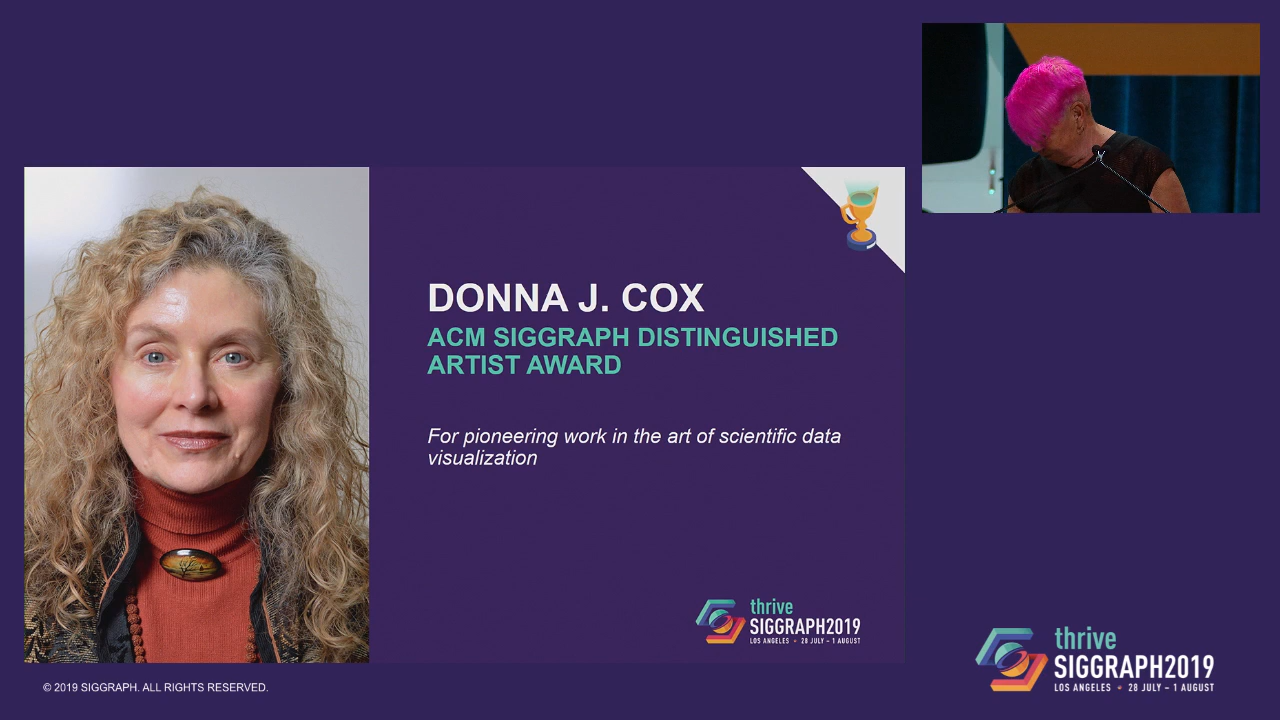 DONNA J. COX
ACM SIGGRAPH DISTINGUISHED
ARTIST AWARD
For pioneering work in the art of scientific data
visualization
thrive
SIGGRAPH2019
LOS ANGELES • 28 JULY – 1 AUGUST
thrive
SIGGRAPH2019
LOS ANGELES • 28 JULY – 1 AUGUST
© 2019 SIGGRAPH. ALL RIGHTS RESERVED.